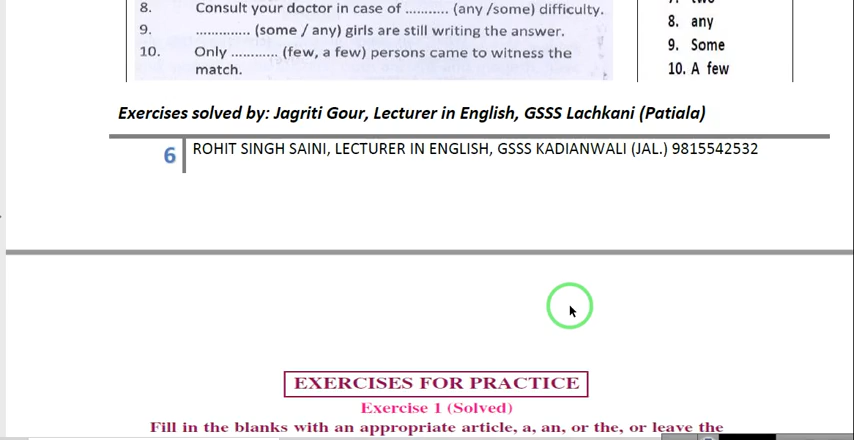 8. Consult your doctor in case of .......... (any /some) difficulty.
9. .............. (some / any) girls are still writing the answer.
10. Only ............ (few, a few) persons came to witness the
match.
8. any
9. Some
10. A few
Exercises solved by: Jagriti Gour, Lecturer in English, GSSS Lachkani (Patiala)
6 ROHIT SINGH SAINI, LECTURER IN ENGLISH, GSSS KADIANWALI (JAL.) 9815542532
EXERCISES FOR PRACTICE
Exercise 1 (Solved)
Fill in the blanks with an appropriate article, a, an, or the, or leave the